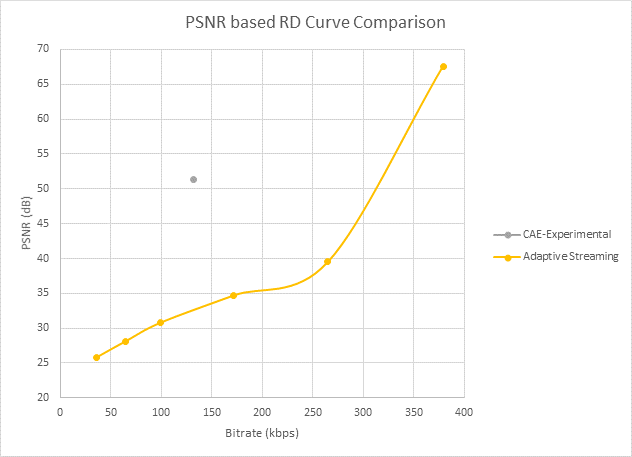 PSNR based RD Curve Comparison
70
65
60
55
50
45
40
35
30
25
20
PSNR (dB)
0 50 100 150 200 250 300 350 400
Bitrate (kbps)
CAE-Experimental
Adaptive Streaming